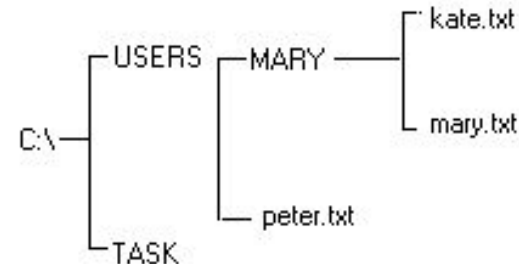 kate.txt
USERS MARY
mary.txt
C:\
peter.txt
TASK